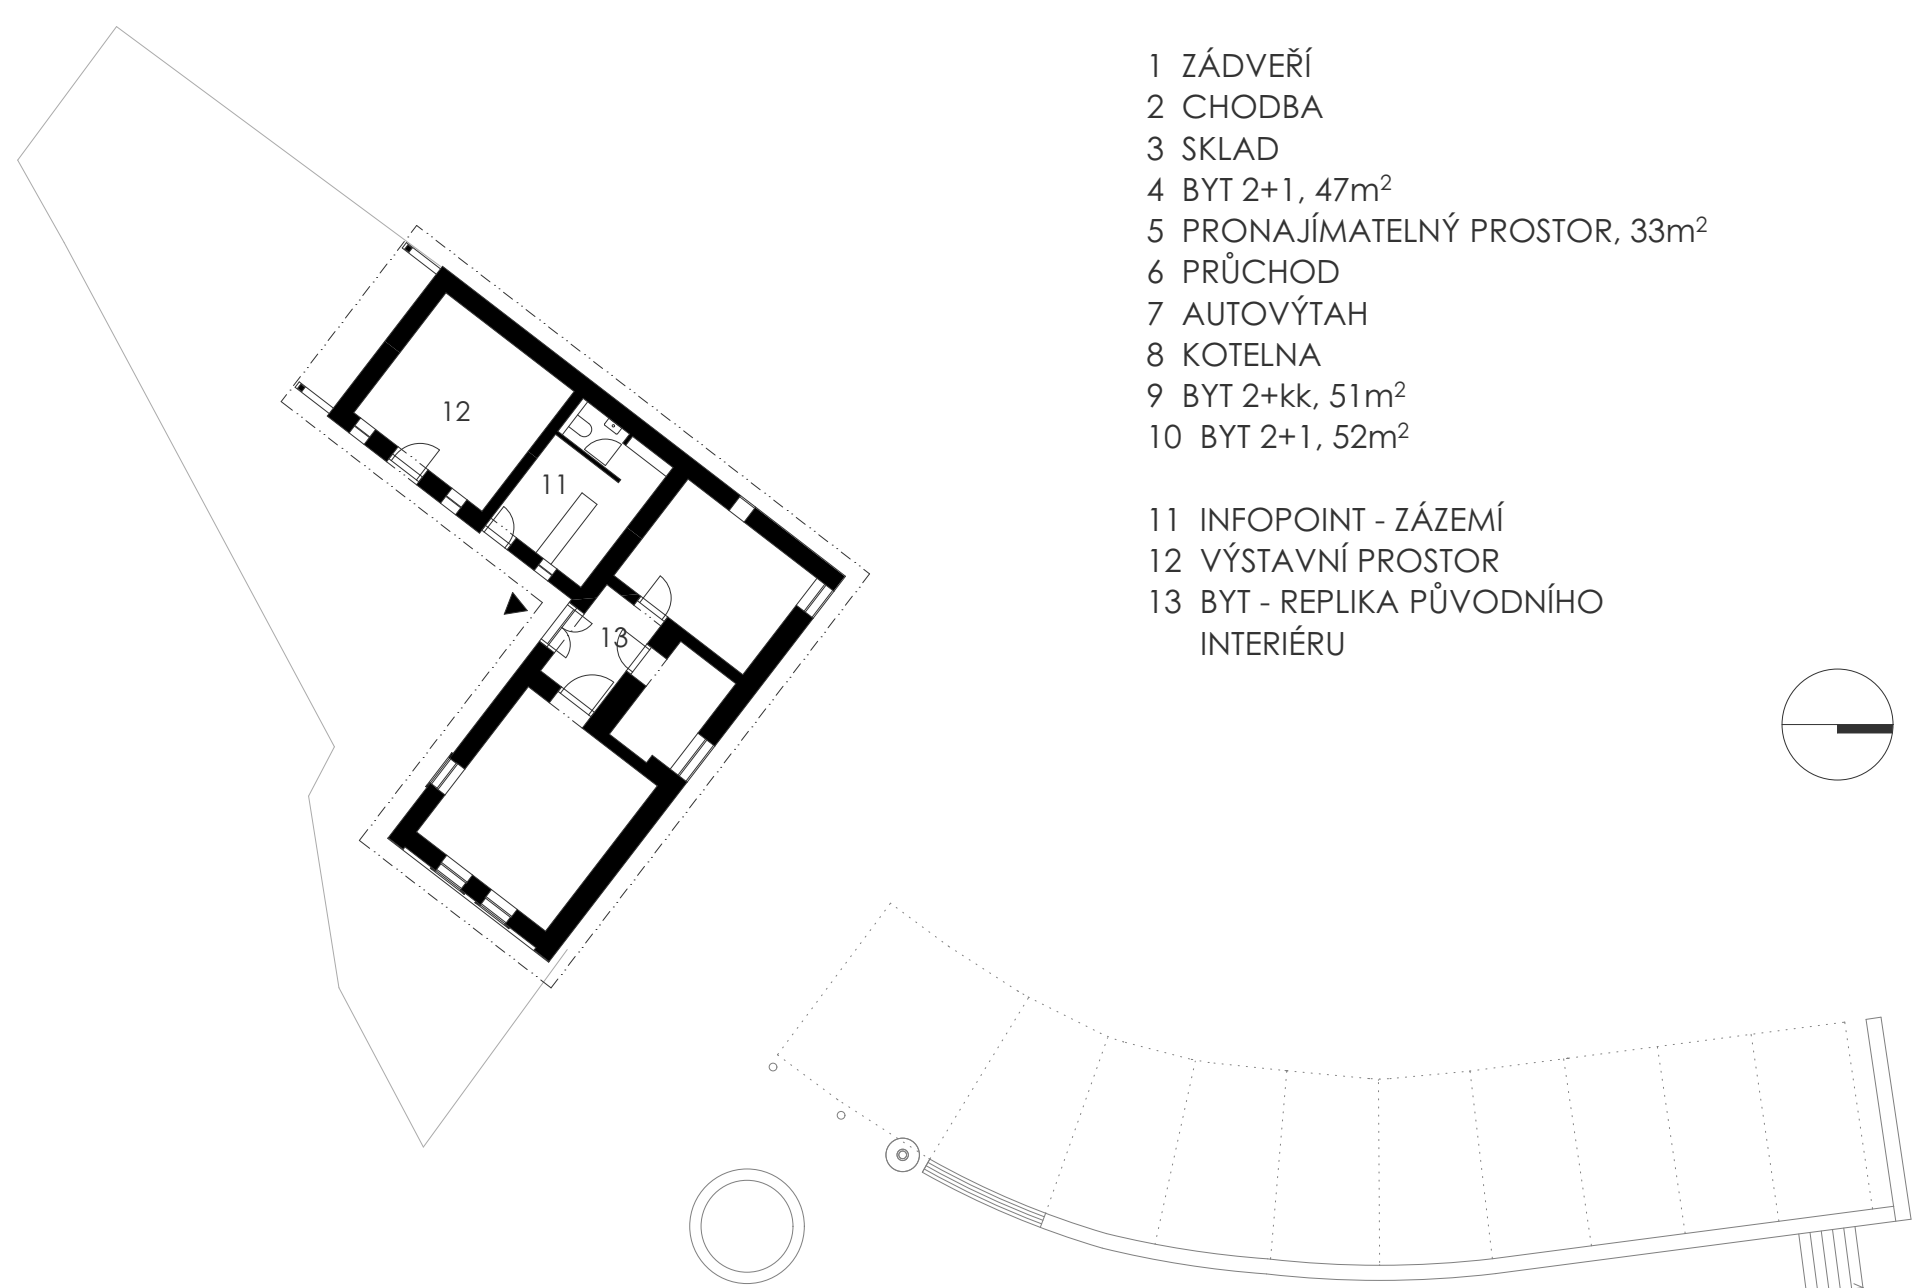 1 ZÁDVEŘÍ
2 CHODBA
3 SKLAD
4 BYT 2+1, 47m²
5 PRONAJÍMATELNÝ PROSTOR, 33m²
6 PRŮCHOD
7 AUTOVÝTAH
8 KOTELNA
9 BYT 2+kk, 51m²
10 BYT 2+1, 52m²
11 INFOPOINT - ZÁZEMÍ
12 VÝSTAVNÍ PROSTOR
13 BYT - REPLIKA PŮVODNÍHO
INTERIÉRU
12
11
13